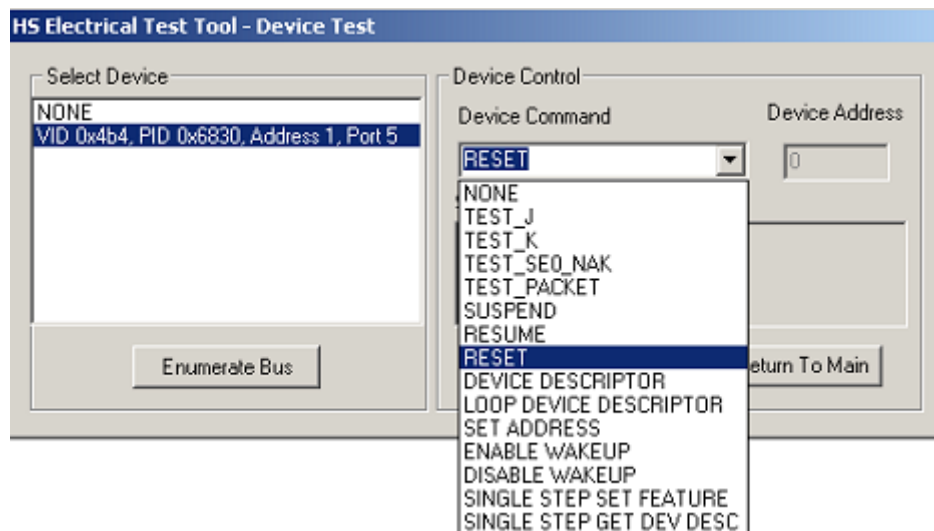 HS Electrical Test Tool - Device Test
Select Device
NONE
VID 0x4b4, PID 0x6830, Address 1, Port 5
Enumerate Bus
Device Control
Device Command
Device Address
RESET
0
NONE
TEST_J
TEST_K
TEST_SE0_NAK
TEST_PACKET
SUSPEND
RESUME
RESET
DEVICE DESCRIPTOR
LOOP DEVICE DESCRIPTOR
SET ADDRESS
ENABLE WAKEUP
DISABLE WAKEUP
SINGLE STEP SET FEATURE
SINGLE STEP GET DEV DESC
eturn To Main